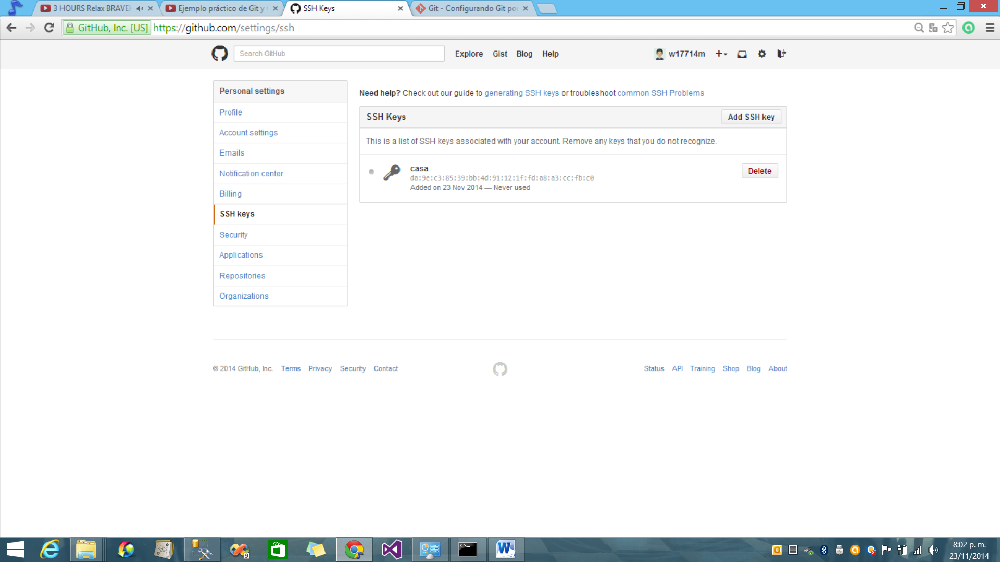 3 HOURS Relax BRAVEH
Ejemplo práctico de Git y
SSH Keys
Git - Configurando Git po
GitHub, Inc. [US] https://github.com/settings/ssh
Search GitHub
Explore Gist Blog Help
w17714m
Personal settings
Profile
Account settings
Emails
Notification center
Billing
SSH keys
Security
Applications
Repositories
Organizations
Need help? Check out our guide to generating SSH keys or troubleshoot common SSH Problems
SSH Keys
Add SSH key
This is a list of SSH keys associated with your account. Remove any keys that you do not recognize.
casa
da:9e:c3:85:39:bb:4d:91:12:1f:fd:a8:a3:cc:fb:c0
Added on 23 Nov 2014 — Never used
Delete
© 2014 GitHub, Inc. Terms Privacy Security Contact
Status API Training Shop Blog About
9
8:02 p. m.
23/11/2014